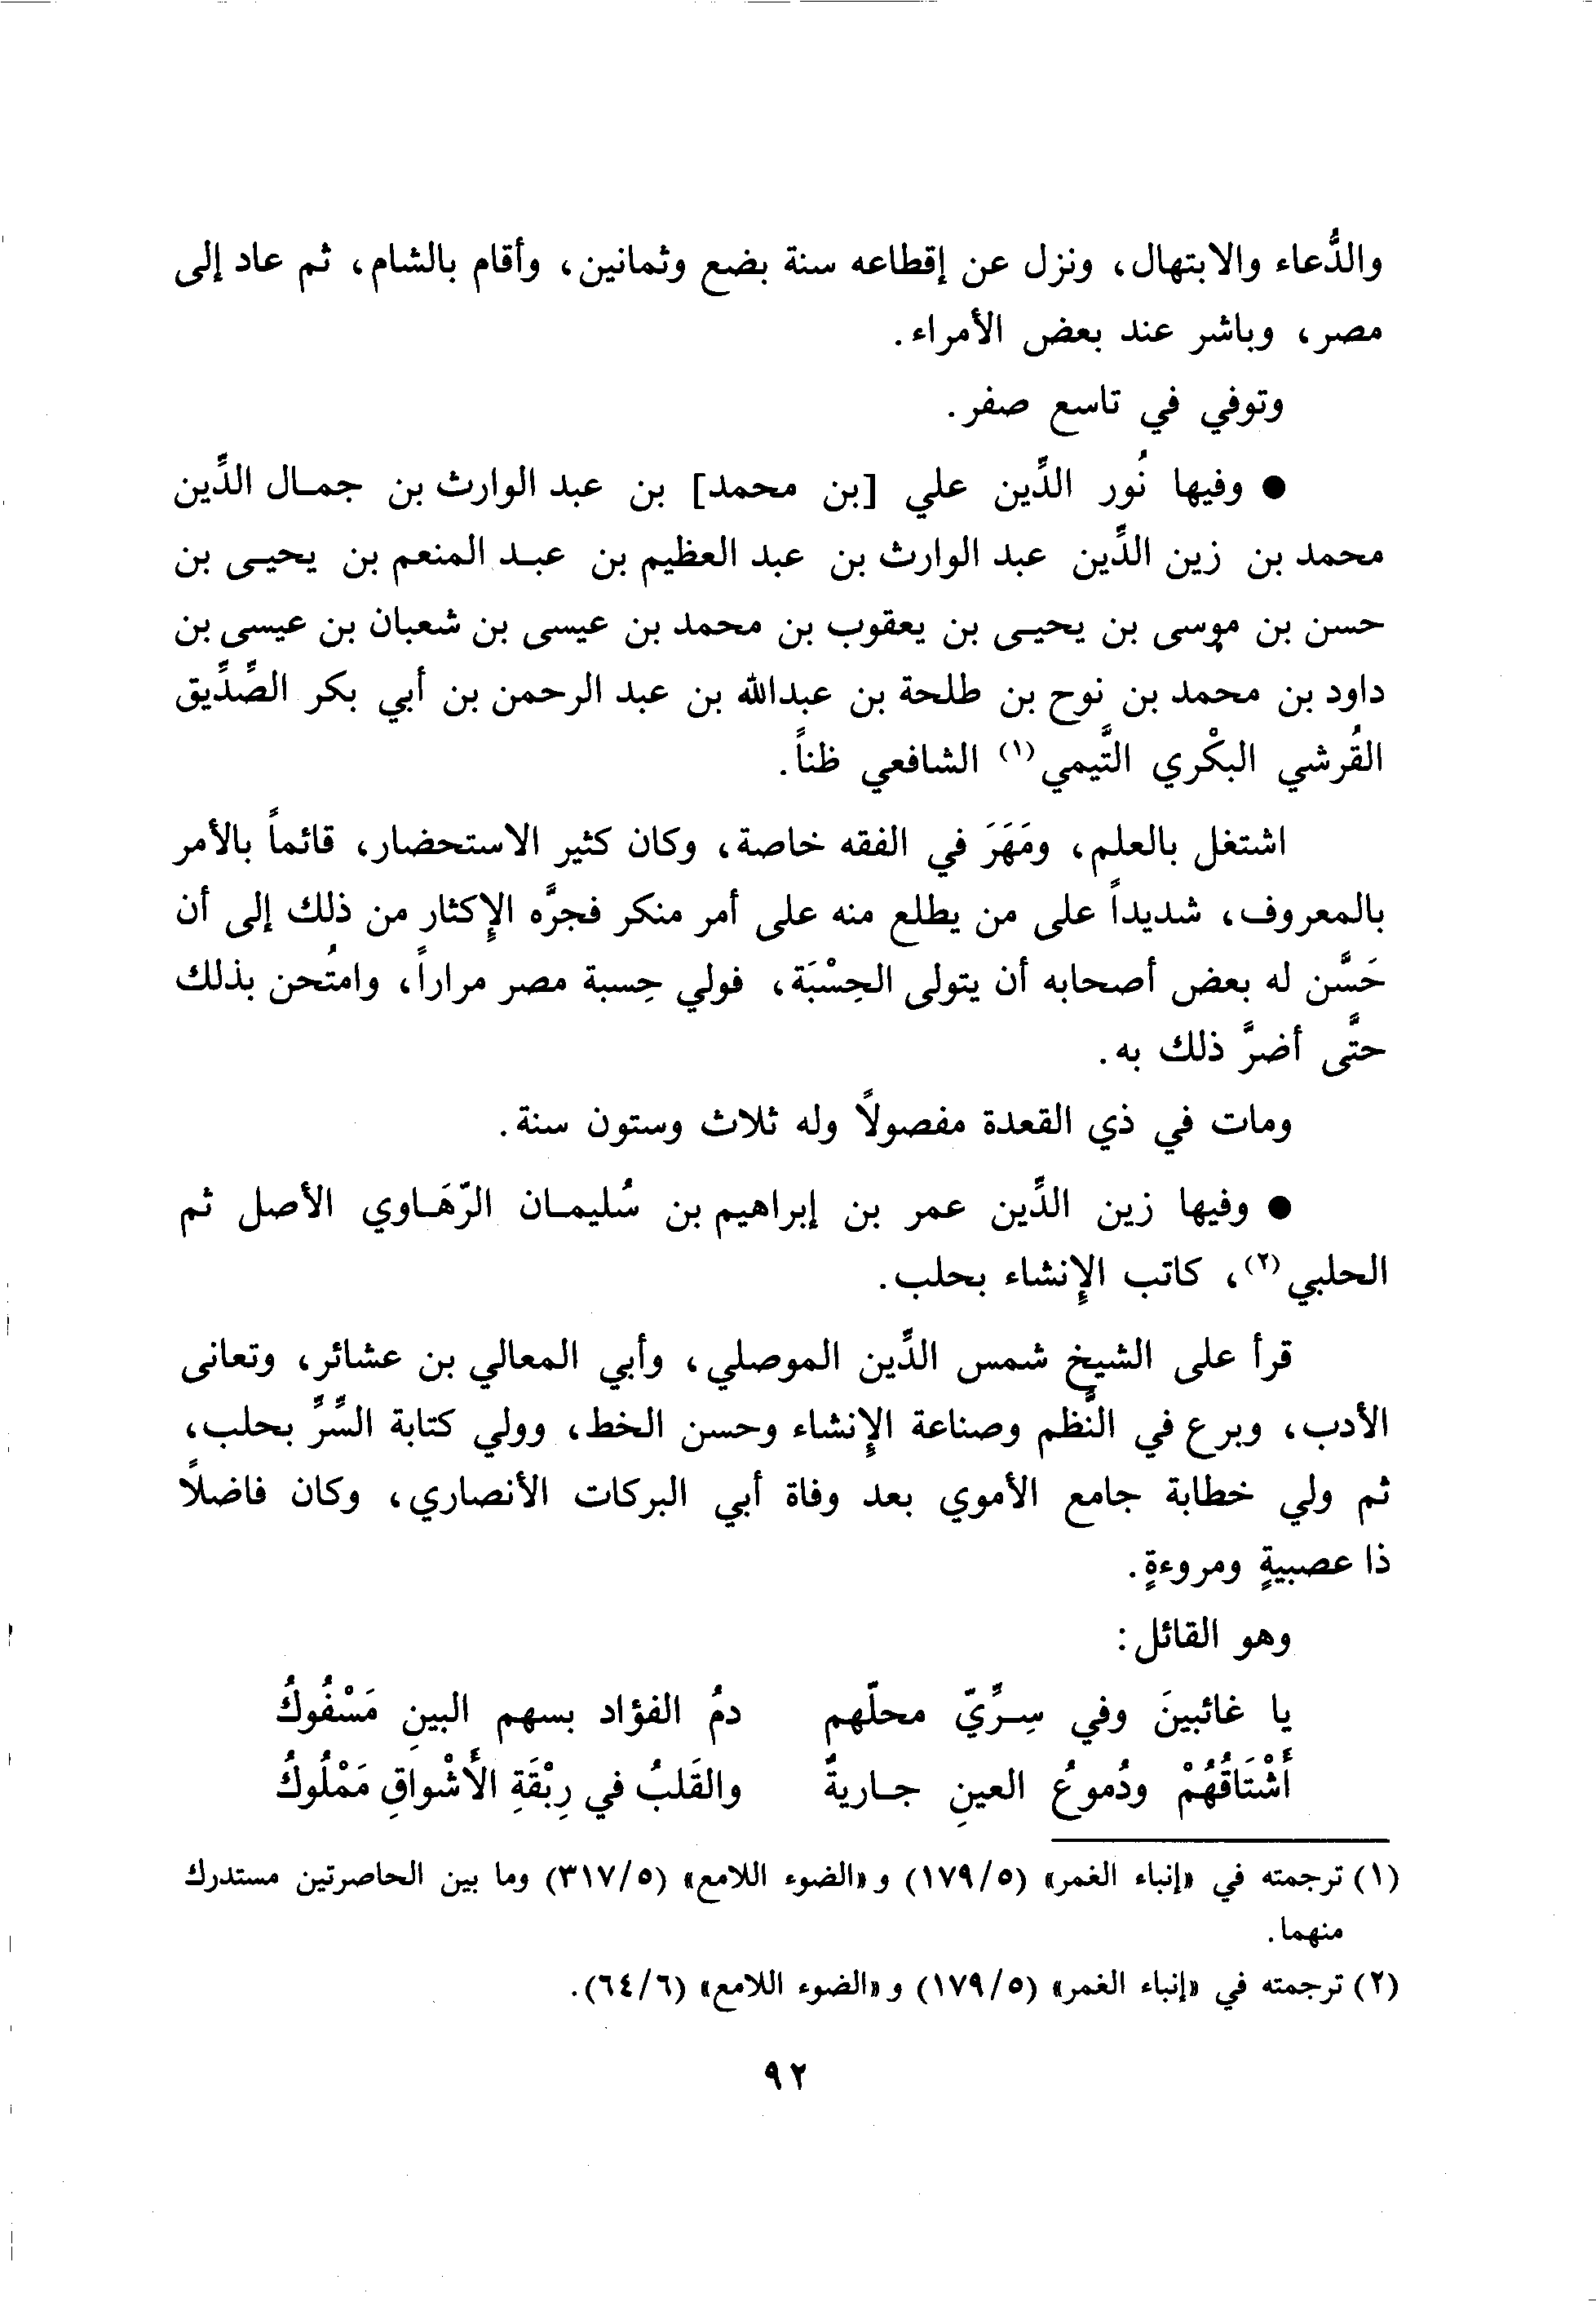 والدُّعاء والابتهال، ونزل عن إقطاعه سنة بضع وثمانين، وأقام بالشام، ثم عاد إلى
مصر، وباشر عند بعض الأمراء.
وتوفي في تاسع صفر.
● وفيها نُور الدِّين علي [بن محمد] بن عبد الوارث بن جمال الدِّين
محمد بن زين الدِّين عبد الوارث بن عبد العظيم بن عبد المنعم بن يحيى بن
حسن بن موسى بن يحيى بن يعقوب بن محمد بن عيسى بن شعبان بن عيسى بن
داود بن محمد بن نوح بن طلحة بن عبدالله بن عبد الرحمن بن أبي بكر الصِّدِّيق
القُرشي البكْري التَّيمي(١) الشافعي ظناً.
اشتغل بالعلم، ومَهَرَ في الفقه خاصة، وكان كثير الاستحضار، قائماً بالأمر
بالمعروف، شديداً على من يطلع منه على أمر منكر فجرَّه الإكثار من ذلك إلى أن
حَسَّن له بعض أصحابه أن يتولى الحِسْبَة، فولي حِسبة مصر مراراً، وامتُحن بذلك
حتَّى أضرَّ ذلك به.
ومات في ذي القعدة مفصولاً وله ثلاث وستون سنة.
● وفيها زين الدِّين عمر بن إبراهيم بن سُليمان الرّهَاوي الأصل ثم
الحلبي(٢)، كاتب الإنشاء بحلب.
قرأ على الشيخ شمس الدِّين الموصلي، وأبي المعالي بن عشائر، وتعانى
الأدب، وبرع في النَّظم وصناعة الإنشاء وحسن الخط، وولي كتابة السِّرِّ بحلب،
ثم ولي خطابة جامع الأموي بعد وفاة أبي البركات الأنصاري، وكان فاضلاً
ذا عصبيةٍ ومروءةٍ.
وهو القائل:
يا غائبينَ وفي سِرِّيّ محلّهم دمُ الفؤاد بسهم البينِ مَسْفُوكُ
أَشْتَاقُهُمْ ودُموعُ العينِ جاريةٌ والقَلبُ في رِبْقَةِ الأَشْواقِ مَمْلُوكُ
(١) ترجمته في «إنباء الغمر» (١٧٩/٥) و«الضوء اللامع» (٣١٧/٥) وما بين الحاصرتين مستدرك
منهما.
(٢) ترجمته في «إنباء الغمر» (١٧٩/٥) و«الضوء اللامع» (٦٤/٦).
٩٢